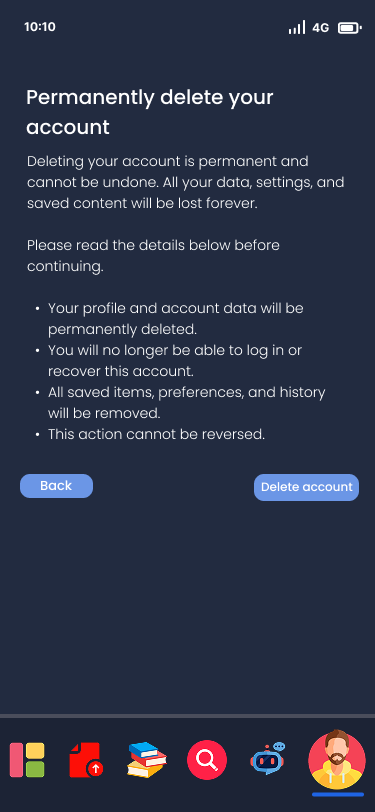 10:10 4G
Permanently delete your
account
Deleting your account is permanent and
cannot be undone. All your data, settings, and
saved content will be lost forever.
Please read the details below before
continuing.
• Your profile and account data will be
permanently deleted.
• You will no longer be able to log in or
recover this account.
• All saved items, preferences, and history
will be removed.
• This action cannot be reversed.
Back Delete account